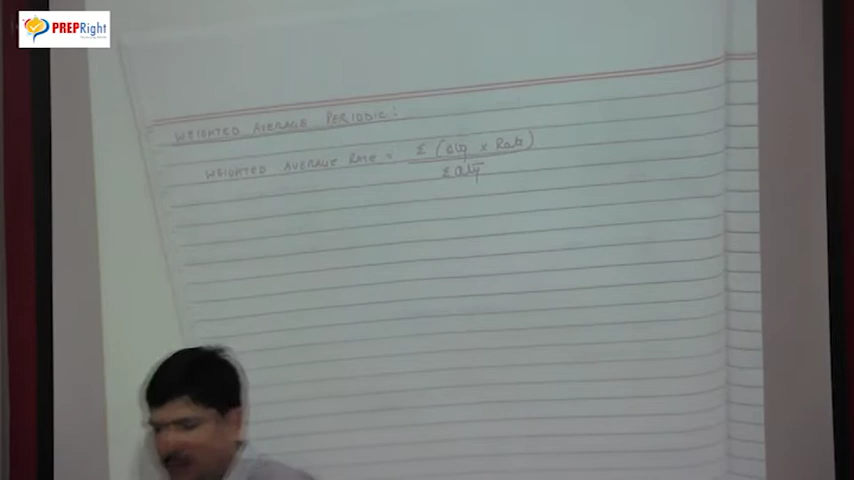 PREPRight
WEIGHTED AVERAGE PERIODIC :
WEIGHTED AVERAGE RATE = Σ (Qty x Rate)
Σ Qty